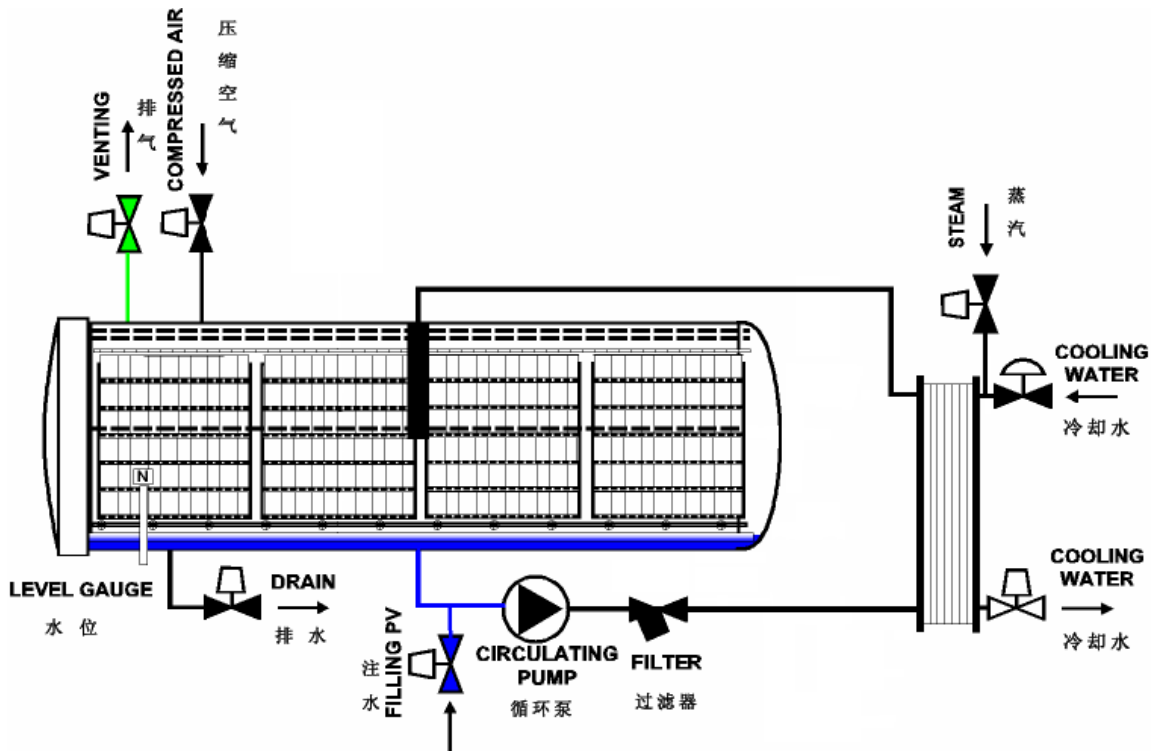 VENTING
排气
COMPRESSED AIR
压缩空气
STEAM
蒸汽
COOLING
WATER
冷却水
N
LEVEL GAUGE
水 位
DRAIN
排 水
FILLING PV
注水
CIRCULATING
PUMP
循环泵
FILTER
过滤器
COOLING
WATER
冷却水